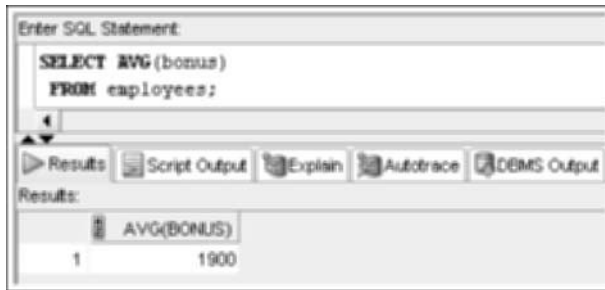 Enter SQL Statement:
SELECT AVG(bonus)
FROM employees;
Results Script Output Explain Autotrace DBMS Output
Results:
AVG(BONUS)
1 1900